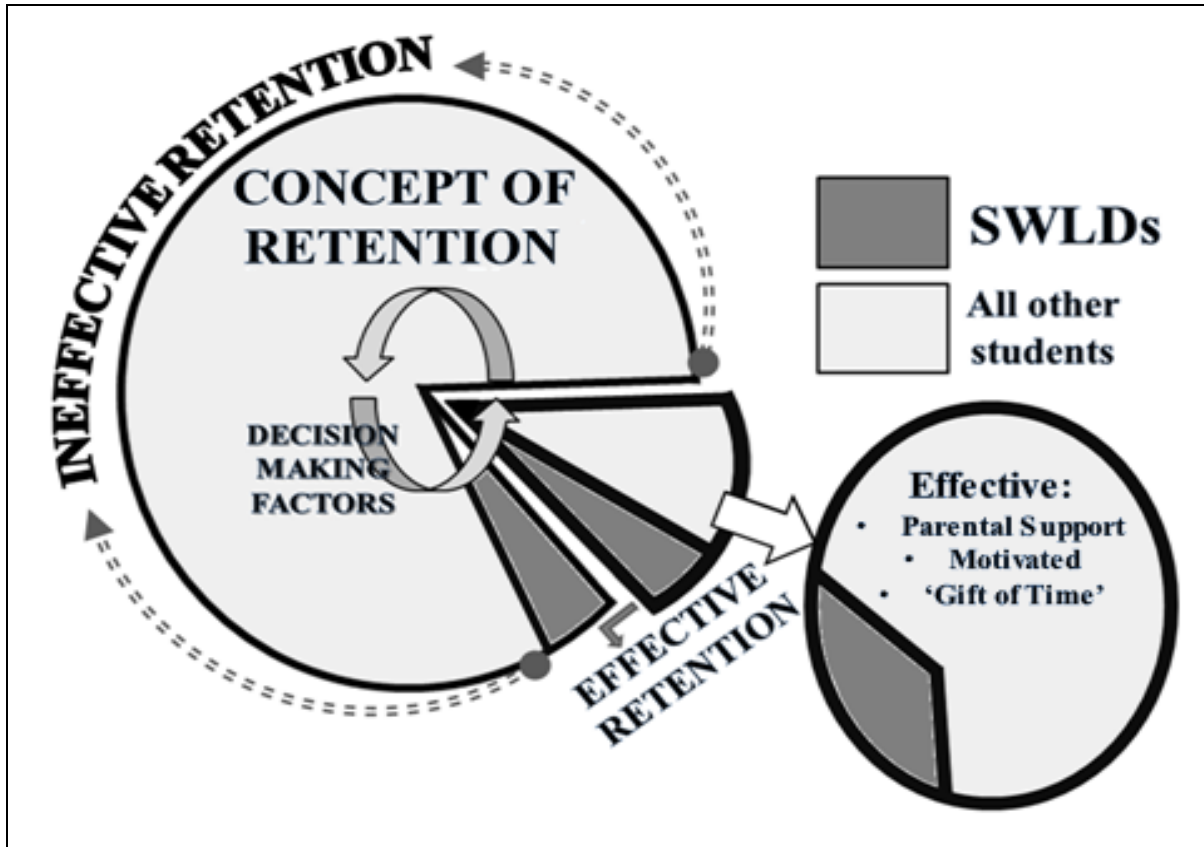 INEFFECTIVE RETENTION
CONCEPT OF
RETENTION
DECISION
MAKING
FACTORS
EFFECTIVE
RETENTION
SWLDs
All other
students
Effective:
• Parental Support
• Motivated
• ‘Gift of Time’